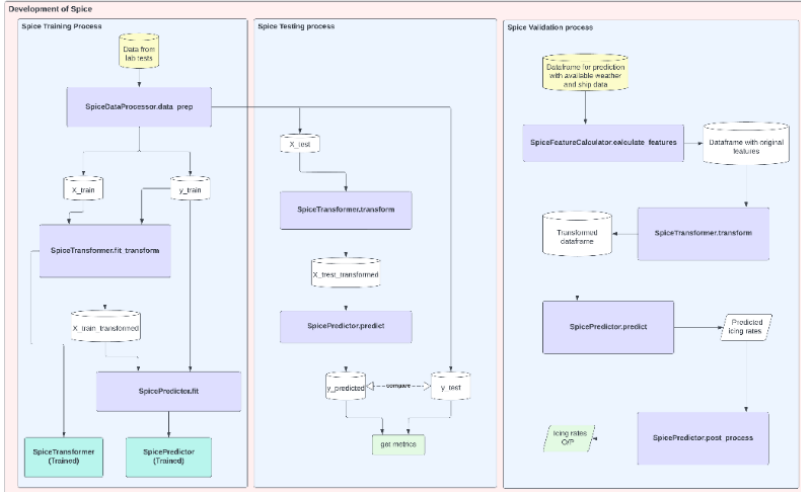 Development of Spice
Spice Training Process
Data from
lab tests
SpiceDataProcessor.data_prep
X_train
y_train
SpiceTransformer.fit_transform
X_train_transformed
SpicePredictor.fit
SpiceTransformer
(Trained)
SpicePredictor
(Trained)
Spice Testing process
X_test
SpiceTransformer.transform
X_trest_transformed
SpicePredictor.predict
y_predicted
compare
y_test
get metrics
Spice Validation process
Dataframe for prediction
with available weather
and ship data
SpiceFeatureCalculator.calculate_features
Dataframe with original
features
SpiceTransformer.transform
Transformed
dataframe
SpicePredictor.predict
Predicted
icing rates
SpicePredictor.post_process
Icing rates
O/P